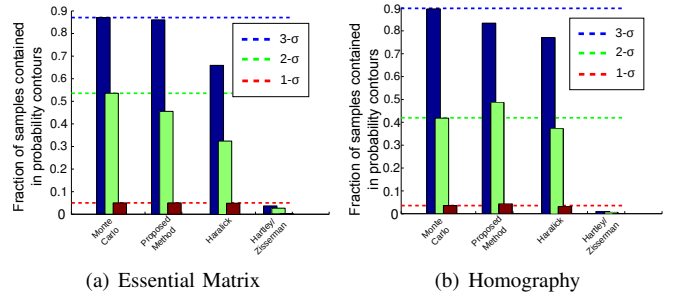 Fraction of samples contained
in probability contours
0.9
0.8
0.7
0.6
0.5
0.4
0.3
0.2
0.1
0
3-σ
2-σ
1-σ
Monte
Carlo
Proposed
Method
Haralick
Hartley/
Zisserman
(a) Essential Matrix
Fraction of samples contained
in probability contours
0.9
0.8
0.7
0.6
0.5
0.4
0.3
0.2
0.1
0
3-σ
2-σ
1-σ
Monte
Carlo
Proposed
Method
Haralick
Hartley/
Zisserman
(b) Homography